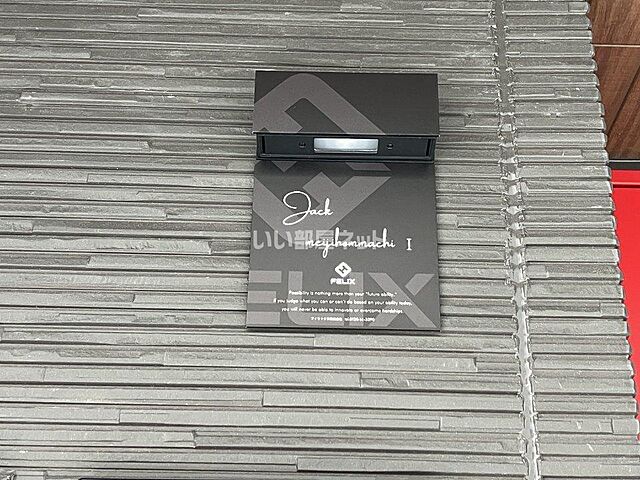 Jack
いい部屋ネット
meyihommachi I
FELIX
FELIX
Possibility is nothing more than your "future ability."
If you judge what you can or can't do based on your ability today,
you will never be able to innovate or overcome hardships.